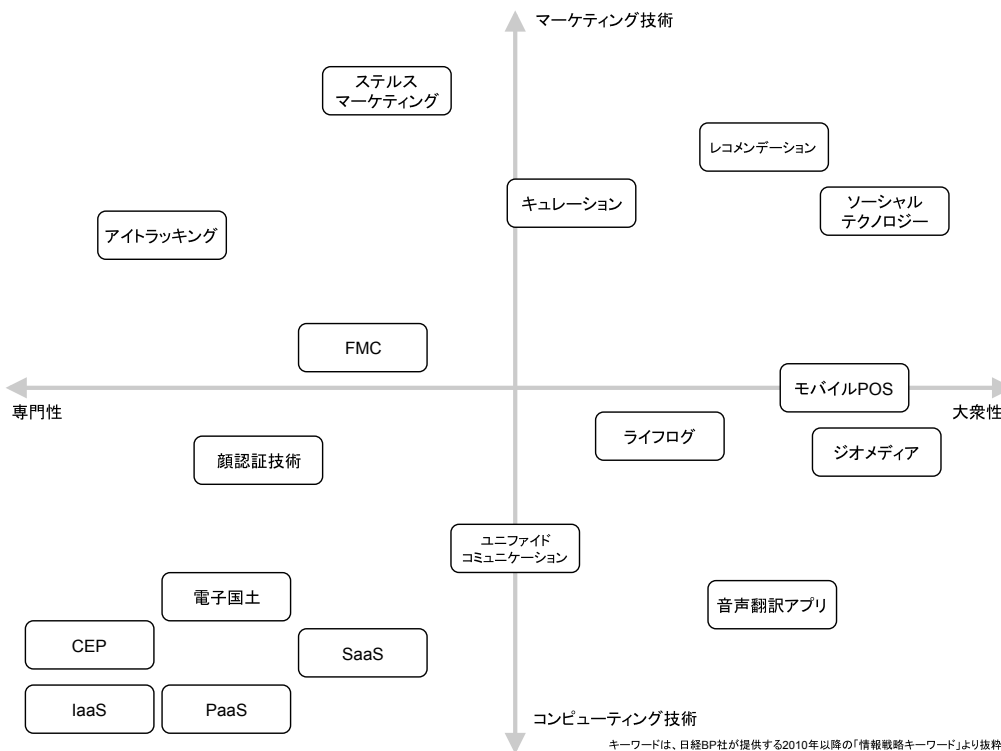 マーケティング技術
ステルス
マーケティング
レコメンデーション
キュレーション
ソーシャル
テクノロジー
アイトラッキング
FMC
モバイルPOS
専門性
大衆性
ライフログ
ジオメディア
顔認証技術
ユニファイド
コミュニケーション
電子国土
音声翻訳アプリ
CEP
SaaS
IaaS
PaaS
コンピューティング技術
キーワードは、日経BP社が提供する2010年以降の「情報戦略キーワード」より抜粋